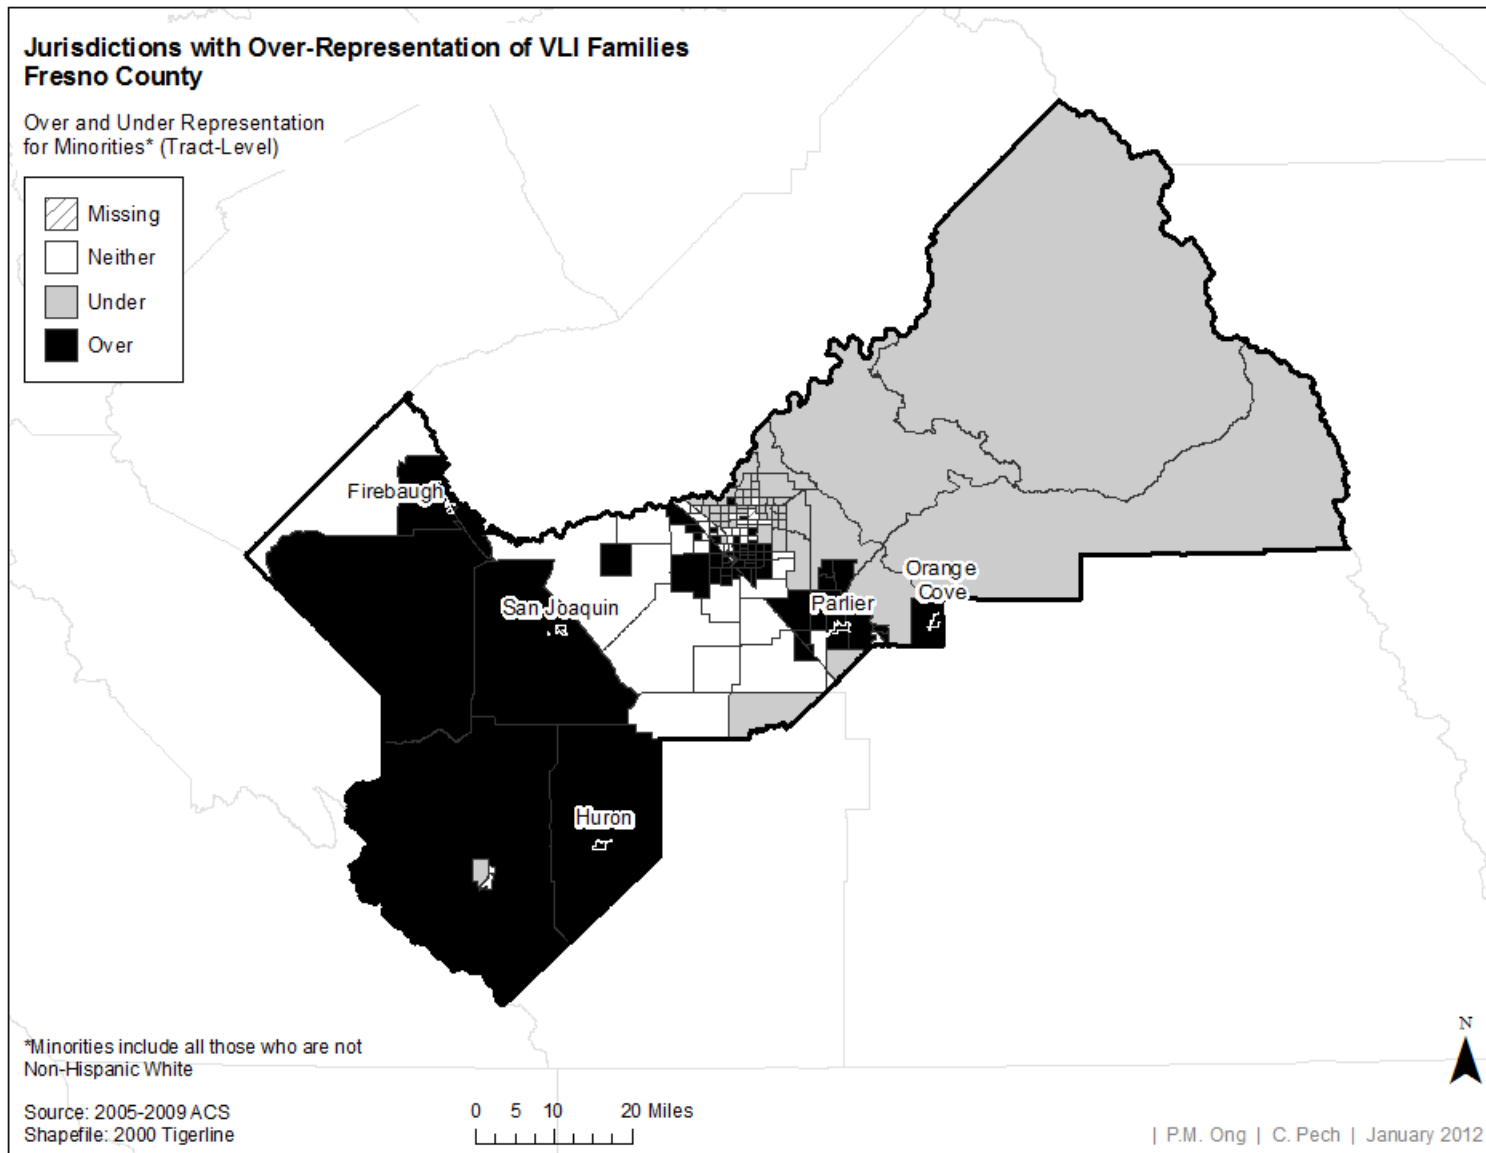 Jurisdictions with Over-Representation of VLI Families
Fresno County
Over and Under Representation
for Minorities* (Tract-Level)
Missing
Neither
Under
Over
Firebaugh
Orange
Cove
San Joaquin
Parlier
Huron
N
*Minorities include all those who are not
Non-Hispanic White
Source: 2005-2009 ACS
Shapefile: 2000 Tigerline
0 5 10 20 Miles
| P.M. Ong | C. Pech | January 2012